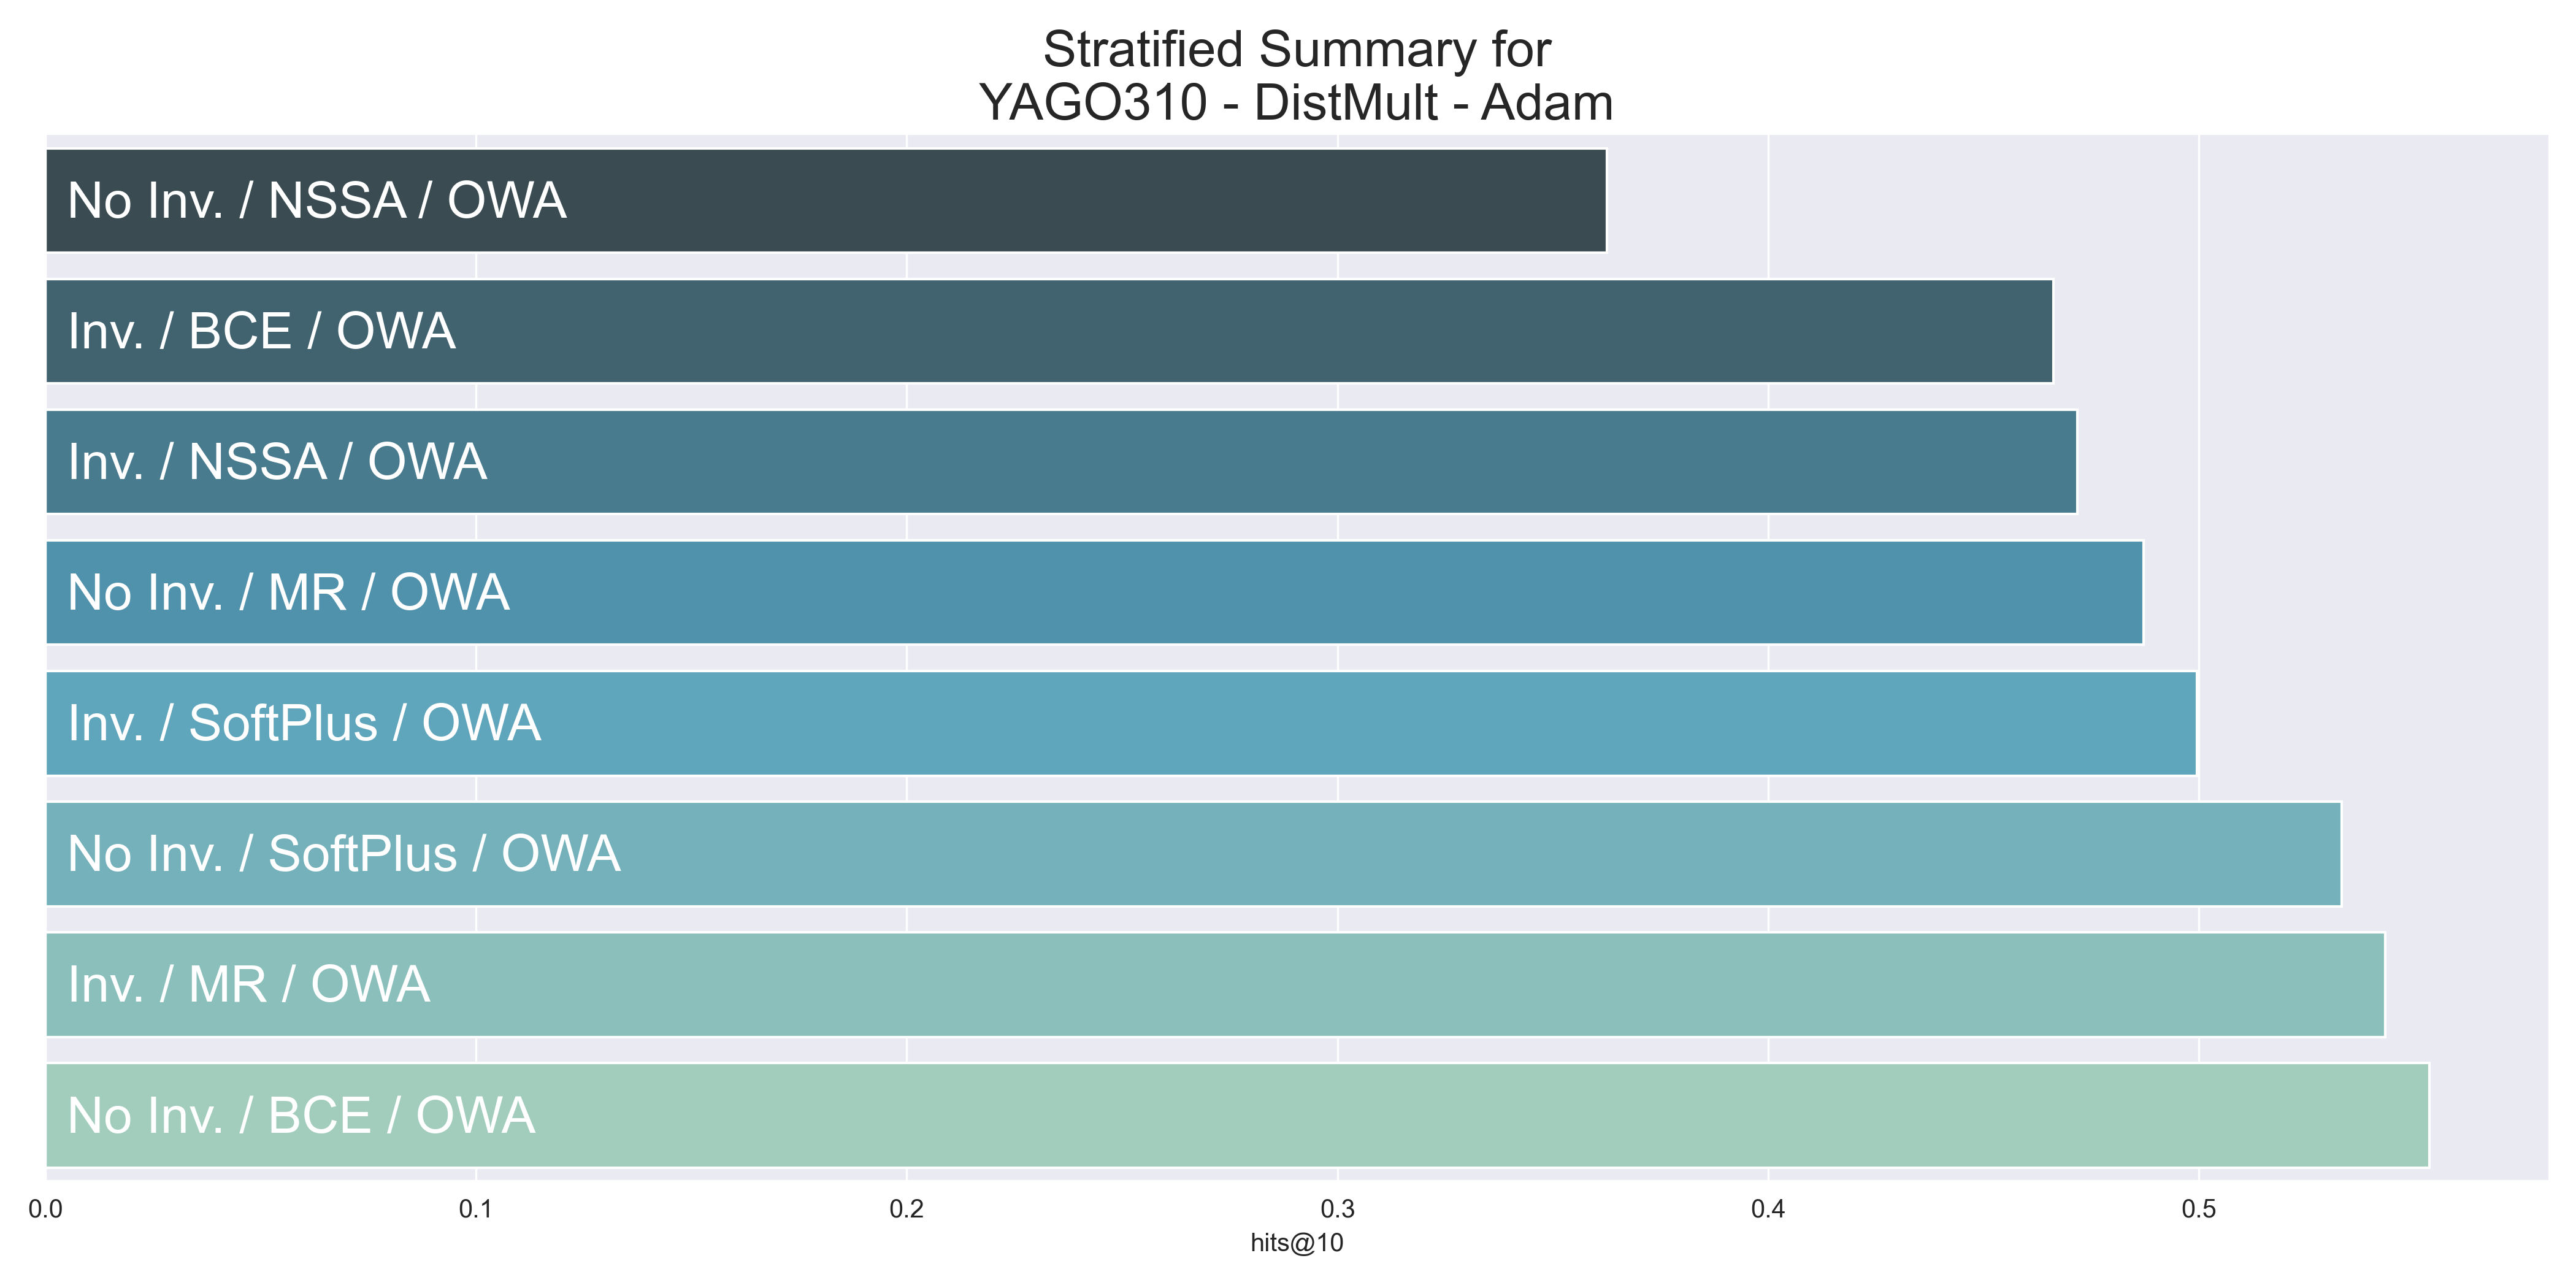 Stratified Summary for
YAGO310 - DistMult - Adam
No Inv. / NSSA / OWA
Inv. / BCE / OWA
Inv. / NSSA / OWA
No Inv. / MR / OWA
Inv. / SoftPlus / OWA
No Inv. / SoftPlus / OWA
Inv. / MR / OWA
No Inv. / BCE / OWA
0.0 0.1 0.2 0.3 0.4 0.5
hits@10